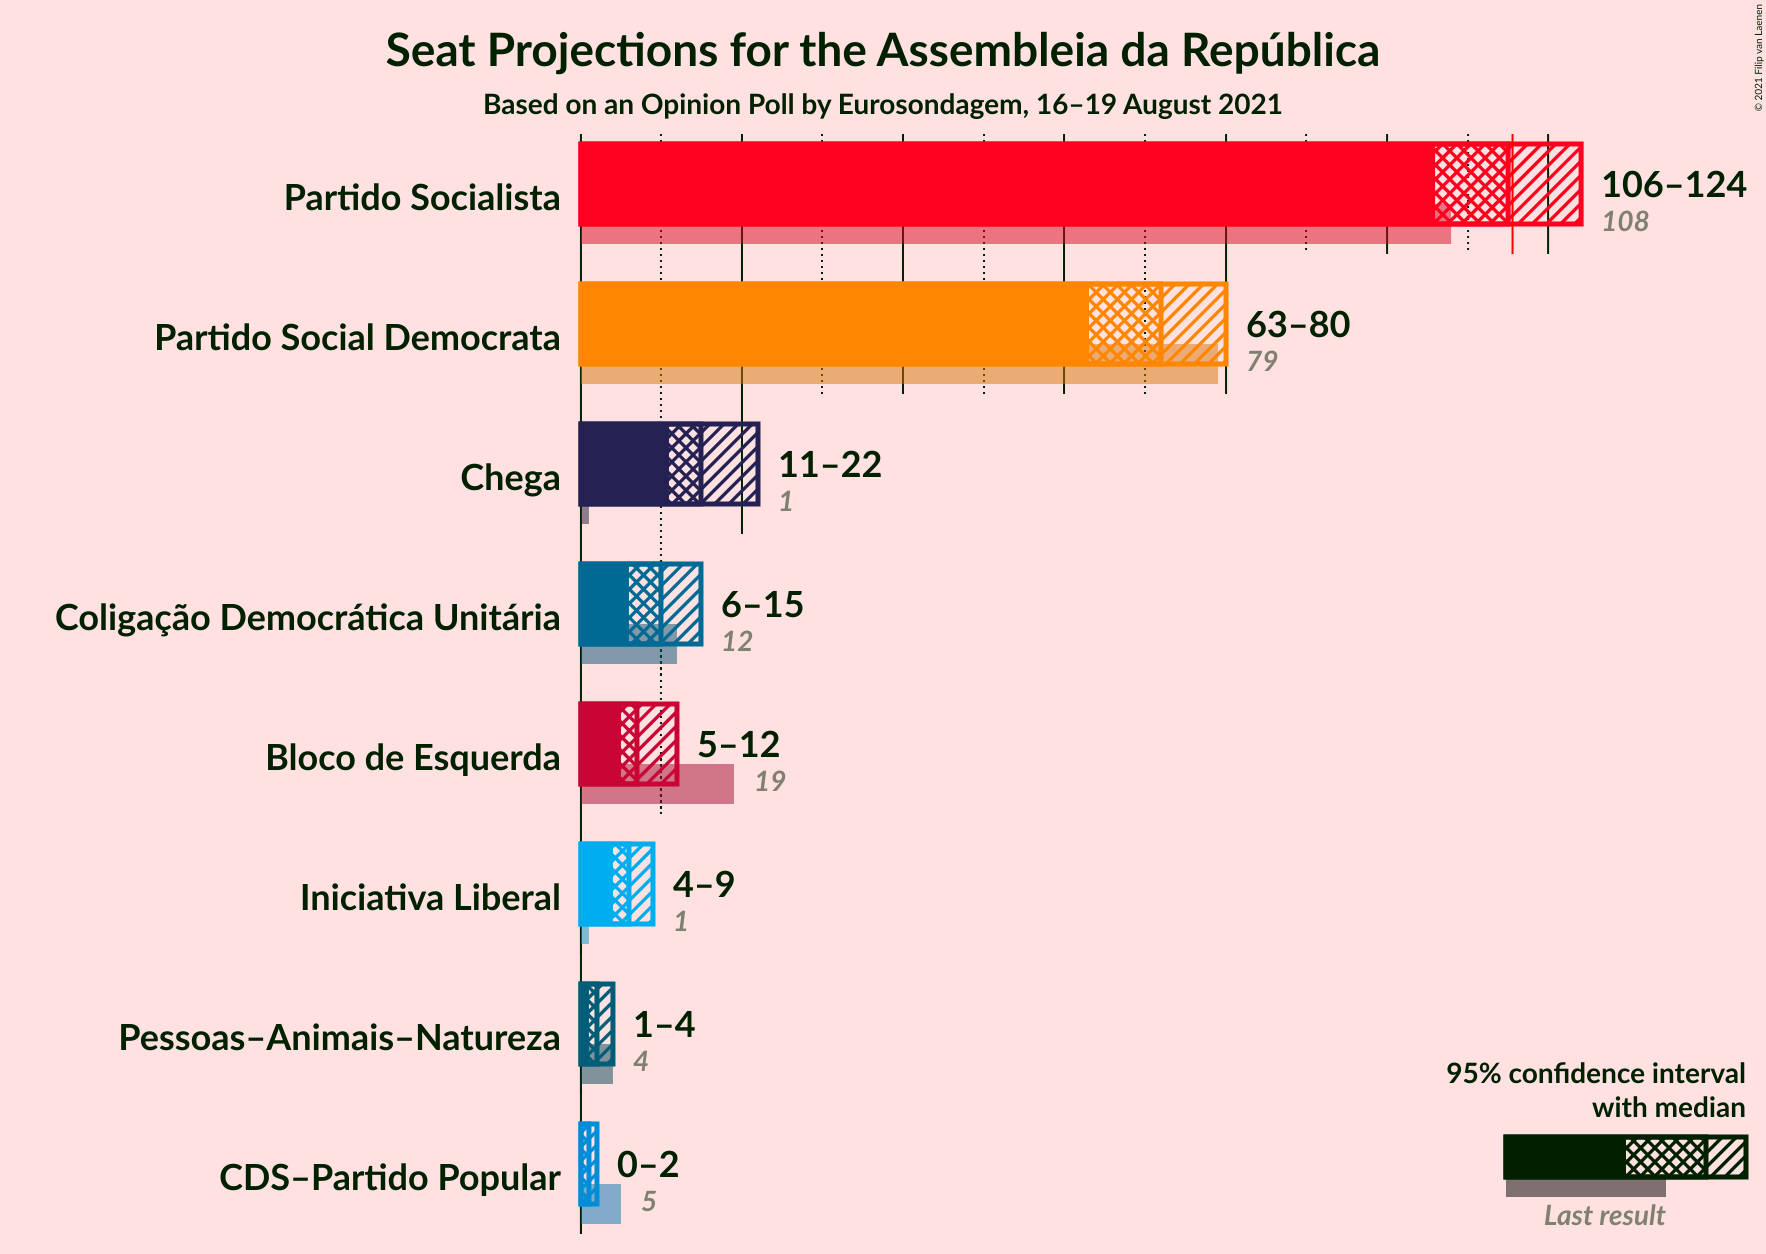 Seat Projections for the Assembleia da República
Based on an Opinion Poll by Eurosondagem, 16–19 August 2021
© 2021 Filip van Laenen
Partido Socialista
106–124
108
Partido Social Democrata
63–80
79
Chega
11–22
1
Coligação Democrática Unitária
6–15
12
Bloco de Esquerda
5–12
19
Iniciativa Liberal
4–9
1
Pessoas–Animais–Natureza
1–4
4
CDS–Partido Popular
0–2
5
95% confidence interval
with median
Last result